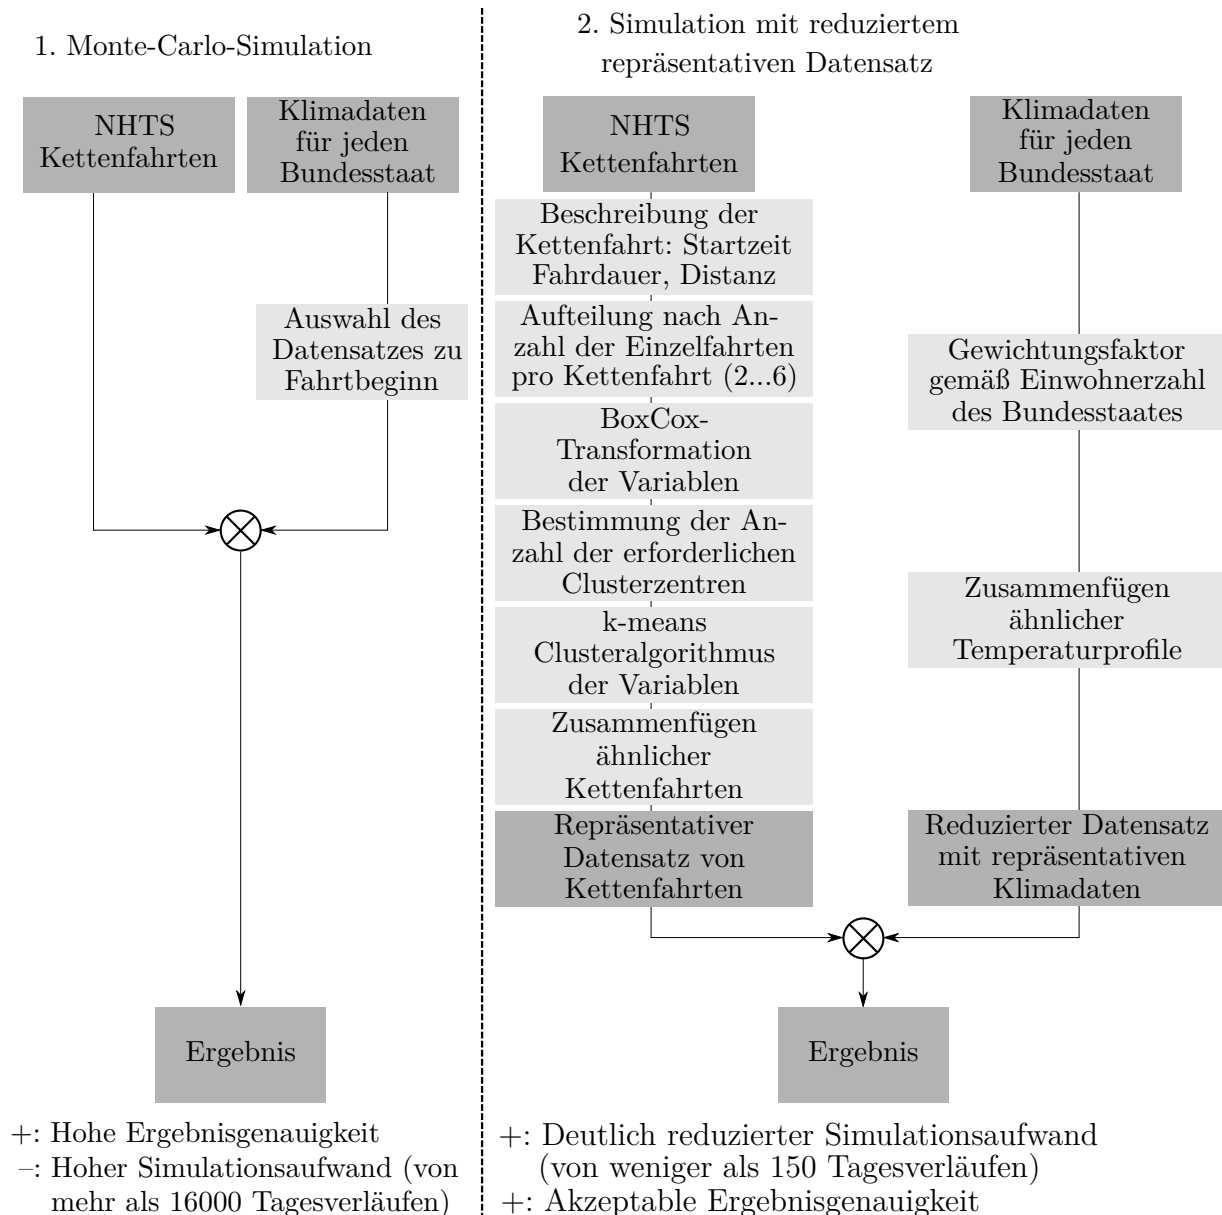 1. Monte-Carlo-Simulation
NHTS
Kettenfahrten
Klimadaten
für jeden
Bundesstaat
Auswahl des
Datensatzes zu
Fahrtbeginn
Ergebnis
+: Hohe Ergebnisgenauigkeit
–: Hoher Simulationsaufwand (von
mehr als 16000 Tagesverläufen)
2. Simulation mit reduziertem
repräsentativen Datensatz
NHTS
Kettenfahrten
Beschreibung der
Kettenfahrt: Startzeit
Fahrdauer, Distanz
Aufteilung nach An-
zahl der Einzelfahrten
pro Kettenfahrt (2...6)
BoxCox-
Transformation
der Variablen
Bestimmung der An-
zahl der erforderlichen
Clusterzentren
k-means
Clusteralgorithmus
der Variablen
Zusammenfügen
ähnlicher
Kettenfahrten
Repräsentativer
Datensatz von
Kettenfahrten
Klimadaten
für jeden
Bundesstaat
Gewichtungsfaktor
gemäß Einwohnerzahl
des Bundesstaates
Zusammenfügen
ähnlicher
Temperaturprofile
Reduzierter Datensatz
mit repräsentativen
Klimadaten
Ergebnis
+: Deutlich reduzierter Simulationsaufwand
(von weniger als 150 Tagesverläufen)
+: Akzeptable Ergebnisgenauigkeit